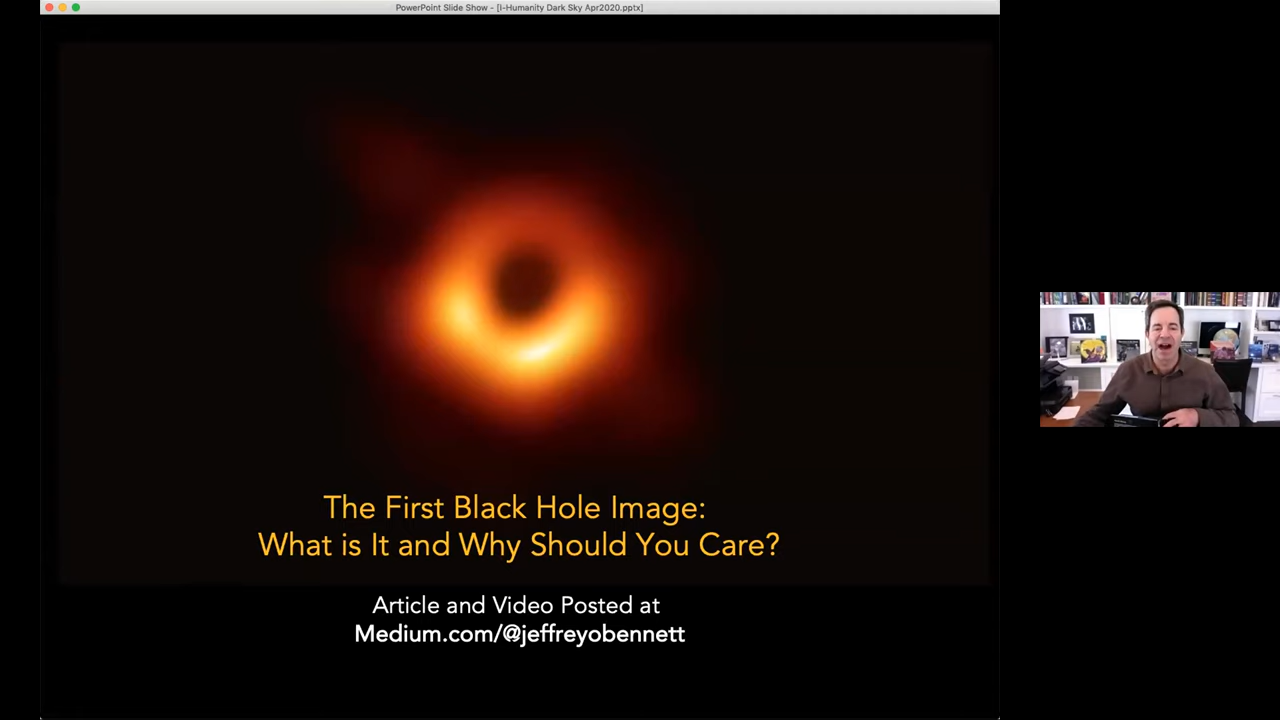 PowerPoint Slide Show - [I-Humanity Dark Sky Apr2020.pptx]
The First Black Hole Image:
What is It and Why Should You Care?
Article and Video Posted at
Medium.com/@jeffreyobennett